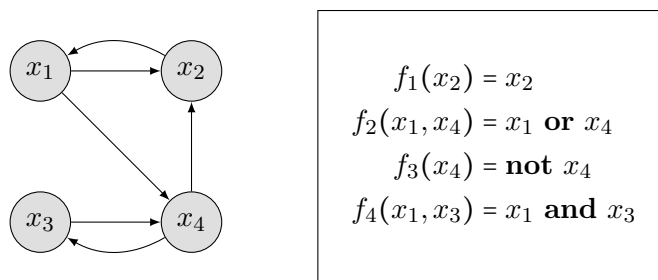 x₁ x₂
x₃ x₄
f₁(x₂) = x₂
f₂(x₁, x₄) = x₁ or x₄
f₃(x₄) = not x₄
f₄(x₁, x₃) = x₁ and x₃